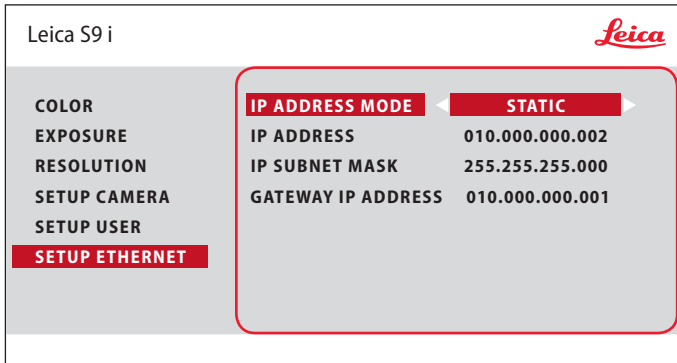 Leica S9 i
Leica
COLOR
EXPOSURE
RESOLUTION
SETUP CAMERA
SETUP USER
SETUP ETHERNET
IP ADDRESS MODE STATIC
IP ADDRESS 010.000.000.002
IP SUBNET MASK 255.255.255.000
GATEWAY IP ADDRESS 010.000.000.001